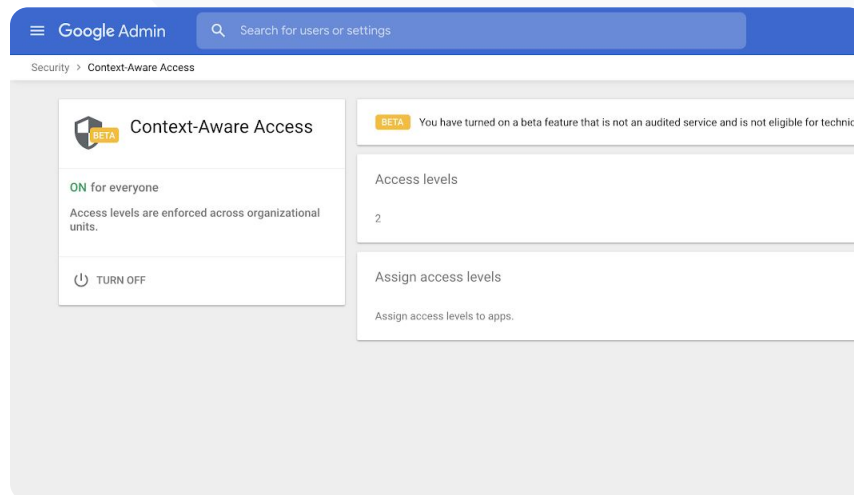 Google Admin
Search for users or settings
Security > Context-Aware Access
BETA
Context-Aware Access
ON for everyone
Access levels are enforced across organizational
units.
TURN OFF
BETA You have turned on a beta feature that is not an audited service and is not eligible for
Access levels
2
Assign access levels
Assign access levels to apps.